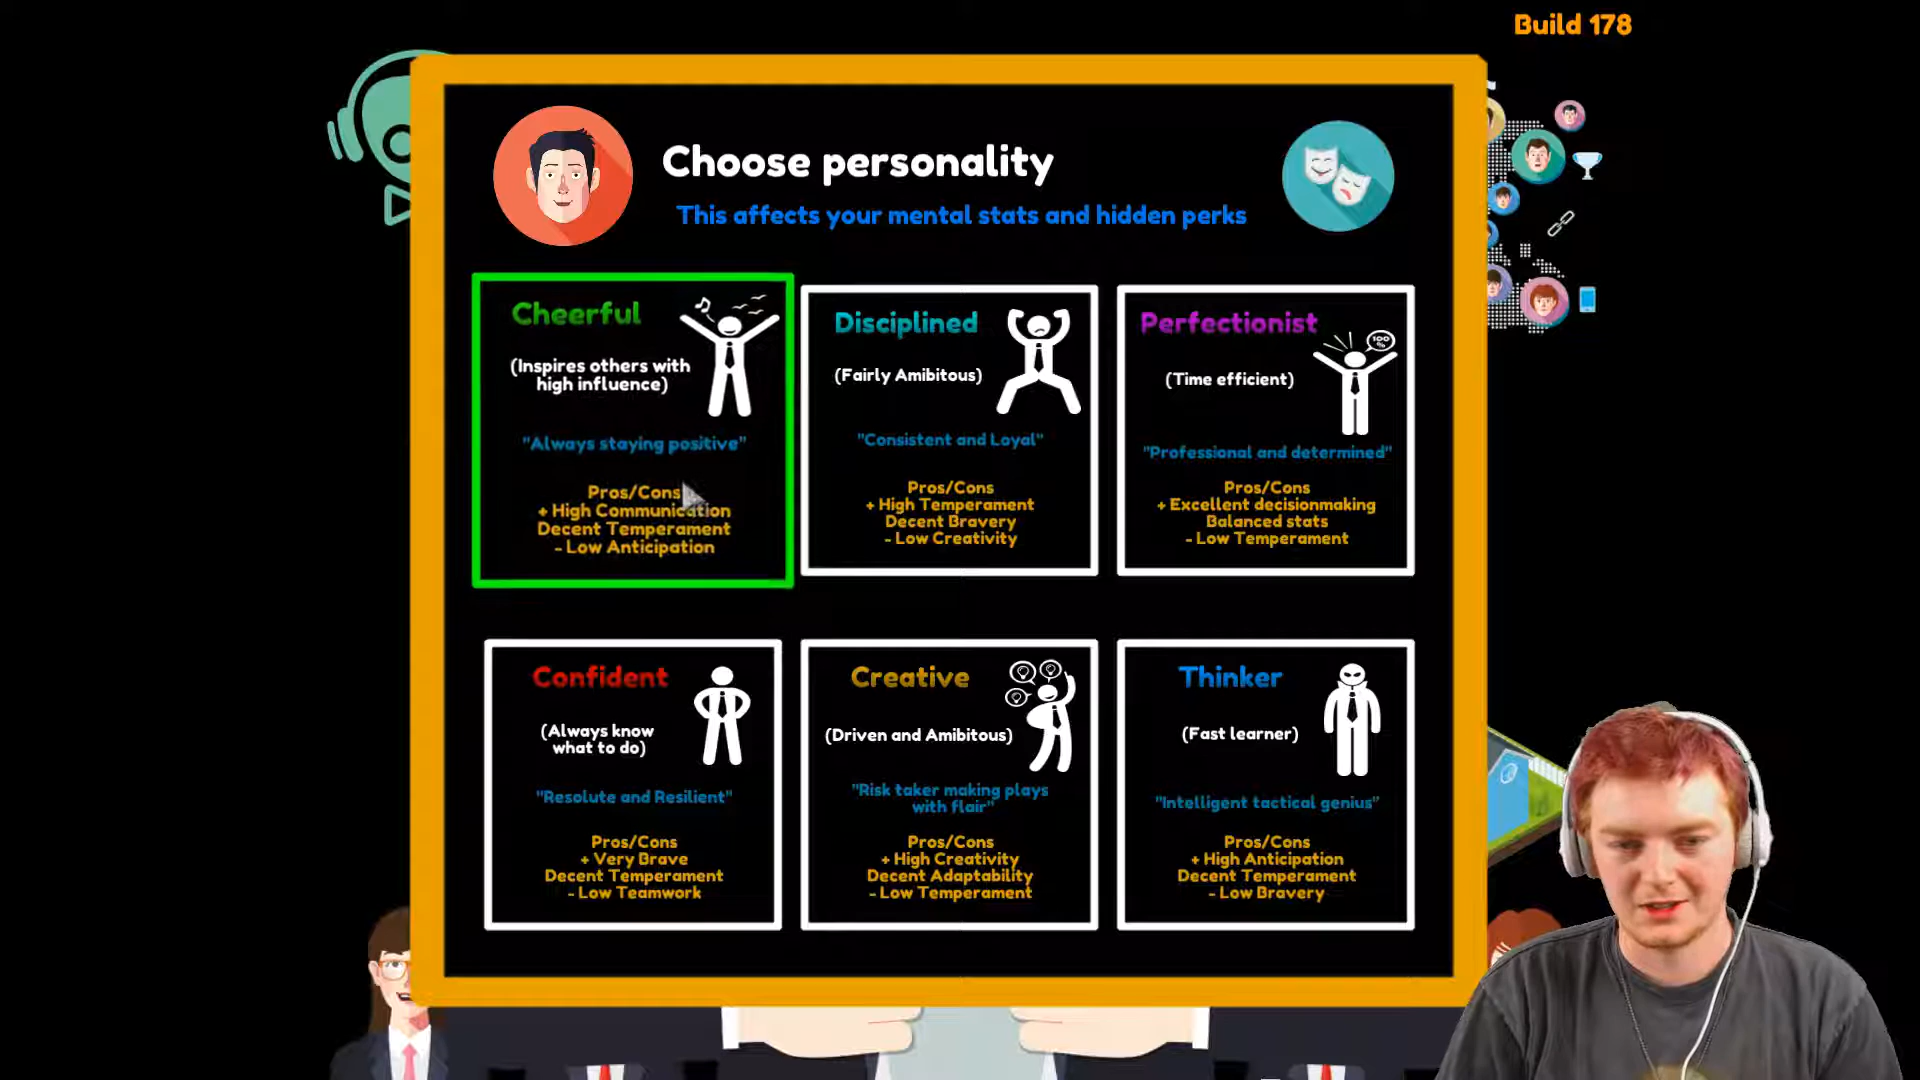 Build 178
Choose personality
This affects your mental stats and hidden perks
Cheerful
(Inspires others with
high influence)
"Always staying positive"
Pros/Cons
+ High Communication
Decent Temperament
- Low Anticipation
Disciplined
(Fairly Amibitous)
"Consistent and Loyal"
Pros/Cons
+ High Temperament
Decent Bravery
- Low Creativity
Perfectionist
100
%
(Time efficient)
"Professional and determined"
Pros/Cons
+ Excellent decisionmaking
Balanced stats
- Low Temperament
Confident
(Always know
what to do)
"Resolute and Resilient"
Pros/Cons
+ Very Brave
Decent Temperament
- Low Teamwork
Creative
(Driven and Amibitous)
"Risk taker making plays
with flair"
Pros/Cons
+ High Creativity
Decent Adaptability
- Low Temperament
Thinker
(Fast learner)
"Intelligent tactical genius"
Pros/Cons
+ High Anticipation
Decent Temperament
- Low Bravery